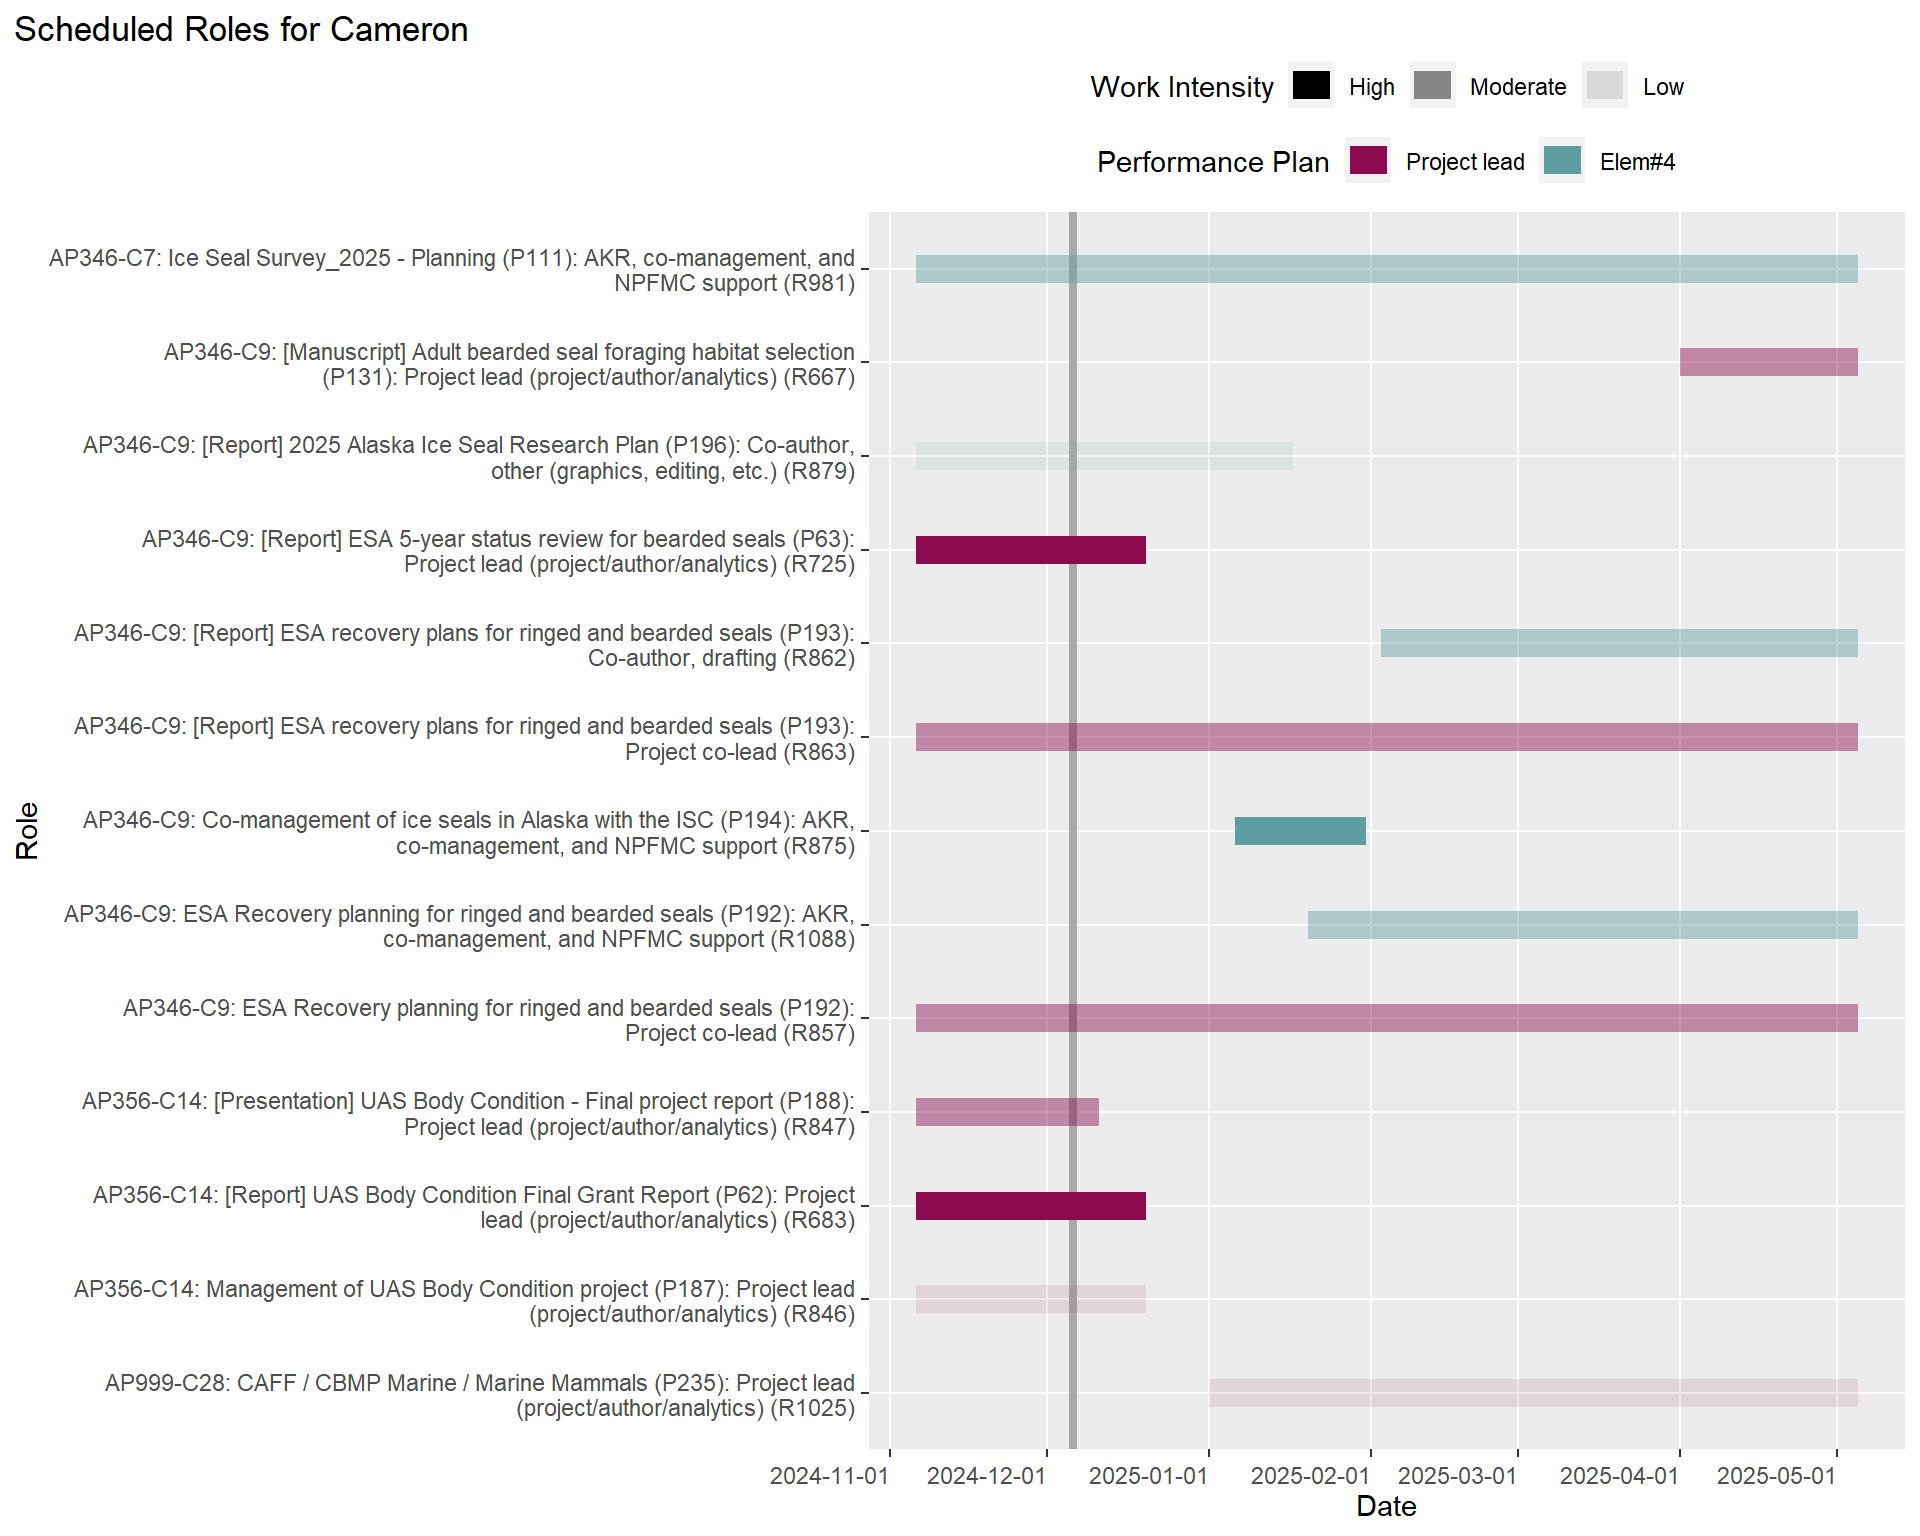 Scheduled Roles for Cameron
Work Intensity High Moderate Low
Performance Plan Project lead Elem#4
AP346-C7: Ice Seal Survey_2025 - Planning (P111): AKR, co-management, and
NPFMC support (R981)
AP346-C9: [Manuscript] Adult bearded seal foraging habitat selection
(P131): Project lead (project/author/analytics) (R667)
AP346-C9: [Report] 2025 Alaska Ice Seal Research Plan (P196): Co-author,
other (graphics, editing, etc.) (R879)
AP346-C9: [Report] ESA 5-year status review for bearded seals (P63):
Project lead (project/author/analytics) (R725)
AP346-C9: [Report] ESA recovery plans for ringed and bearded seals (P193):
Co-author, drafting (R862)
AP346-C9: [Report] ESA recovery plans for ringed and bearded seals (P193):
Project co-lead (R863)
AP346-C9: Co-management of ice seals in Alaska with the ISC (P194): AKR,
co-management, and NPFMC support (R875)
AP346-C9: ESA Recovery planning for ringed and bearded seals (P192): AKR,
co-management, and NPFMC support (R1088)
AP346-C9: ESA Recovery planning for ringed and bearded seals (P192):
Project co-lead (R857)
AP356-C14: [Presentation] UAS Body Condition - Final project report (P188):
Project lead (project/author/analytics) (R847)
AP356-C14: [Report] UAS Body Condition Final Grant Report (P62): Project
lead (project/author/analytics) (R683)
AP356-C14: Management of UAS Body Condition project (P187): Project lead
(project/author/analytics) (R846)
AP999-C28: CAFF / CBMP Marine / Marine Mammals (P235): Project lead
(project/author/analytics) (R1025)
Role
2024-11-01 2024-12-01 2025-01-01 2025-02-01 2025-03-01 2025-04-01 2025-05-01
Date